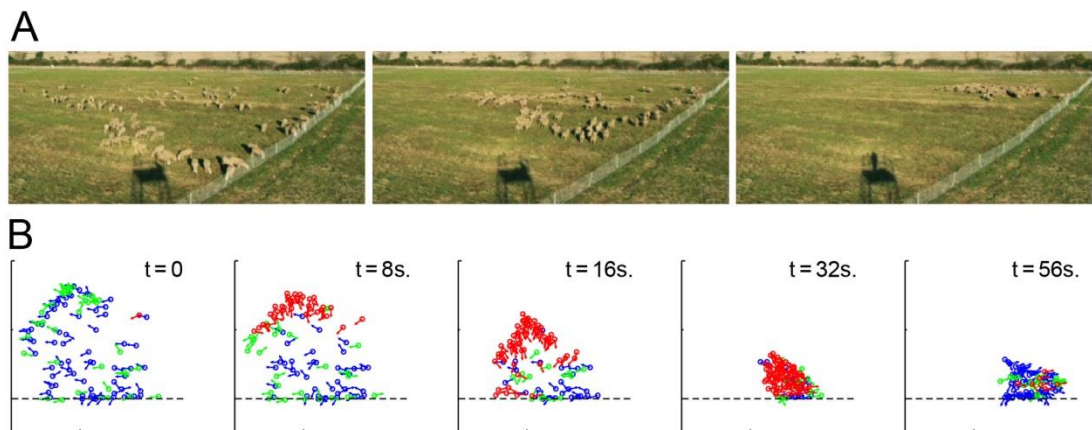 A
B
t = 0
t = 8s.
t = 16s.
t = 32s.
t = 56s.